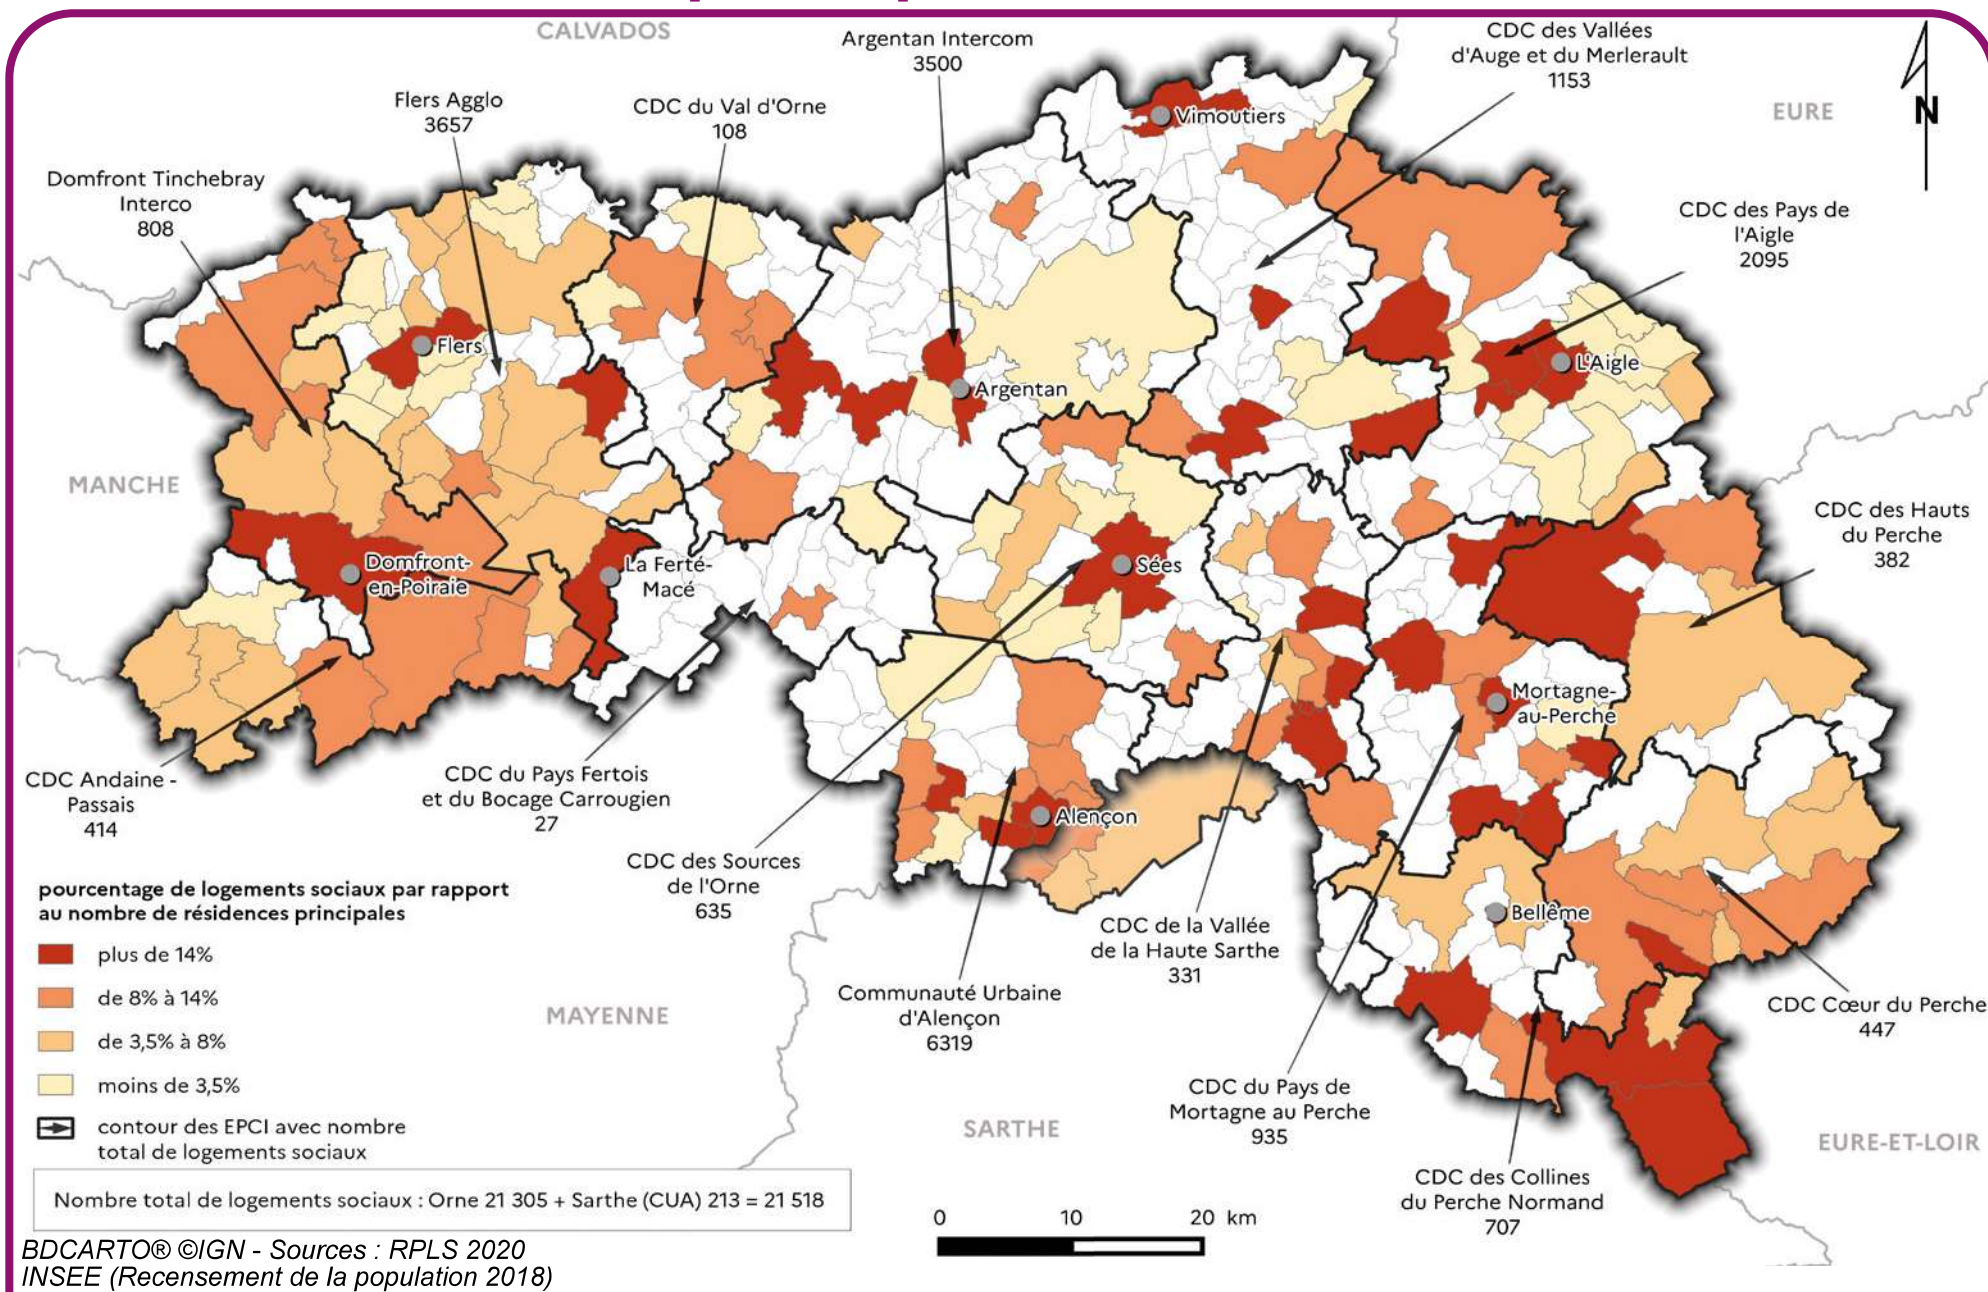 CALVADOS
Argentan Intercom
3500
CDC des Vallées
d'Auge et du Merlerault
1153
EURE
N
Flers Agglo
3657
CDC du Val d'Orne
108
Vimoutiers
Domfront Tinchebray
Interco
808
CDC des Pays de
l'Aigle
2095
Flers
L'Aigle
Argentan
MANCHE
CDC des Hauts
du Perche
382
Domfront-
en-Poiraie
La Ferté-
Macé
Sées
Mortagne-
au-Perche
CDC Andaine -
Passais
414
CDC du Pays Fertois
et du Bocage Carrougien
27
Alençon
CDC des Sources
de l'Orne
635
pourcentage de logements sociaux par rapport
au nombre de résidences principales
plus de 14%
de 8% à 14%
de 3,5% à 8%
moins de 3,5%
contour des EPCI avec nombre
total de logements sociaux
Bellême
CDC de la Vallée
de la Haute Sarthe
331
Communauté Urbaine
d'Alençon
6319
MAYENNE
CDC Cœur du Perche
447
CDC du Pays de
Mortagne au Perche
935
SARTHE
EURE-ET-LOIR
CDC des Collines
du Perche Normand
707
Nombre total de logements sociaux : Orne 21 305 + Sarthe (CUA) 213 = 21 518
0 10 20 km
BDCARTO® ©IGN - Sources : RPLS 2020
INSEE (Recensement de la population 2018)